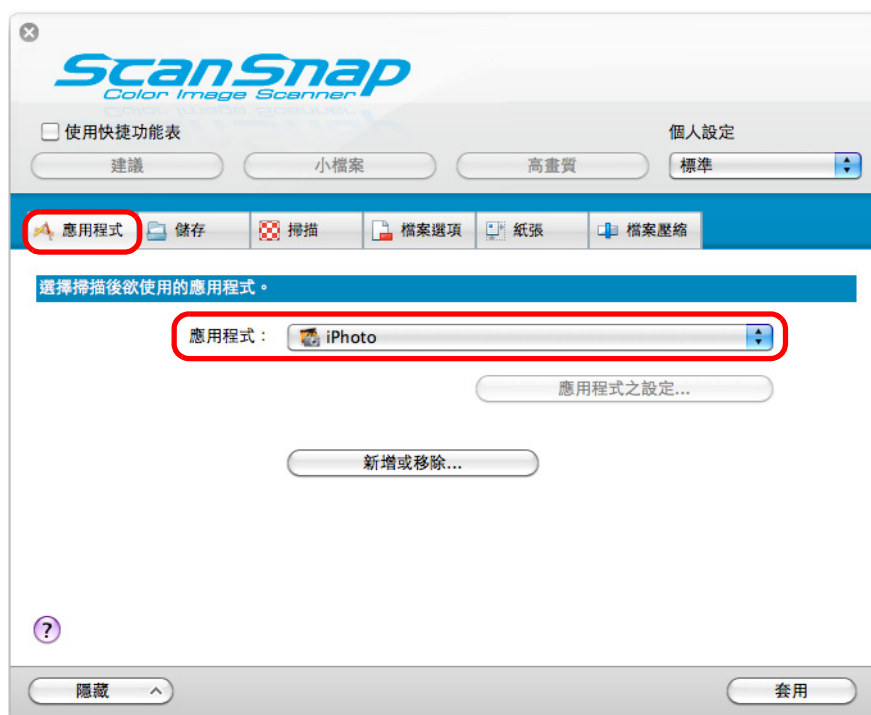 ScanSnap
Color Image Scanner
使用快捷功能表
個人設定
建議
小檔案
高畫質
標準
應用程式
儲存
掃描
檔案選項
紙張
檔案壓縮
選擇掃描後欲使用的應用程式。
應用程式： iPhoto
應用程式之設定...
新增或移除...
?
隱藏
套用